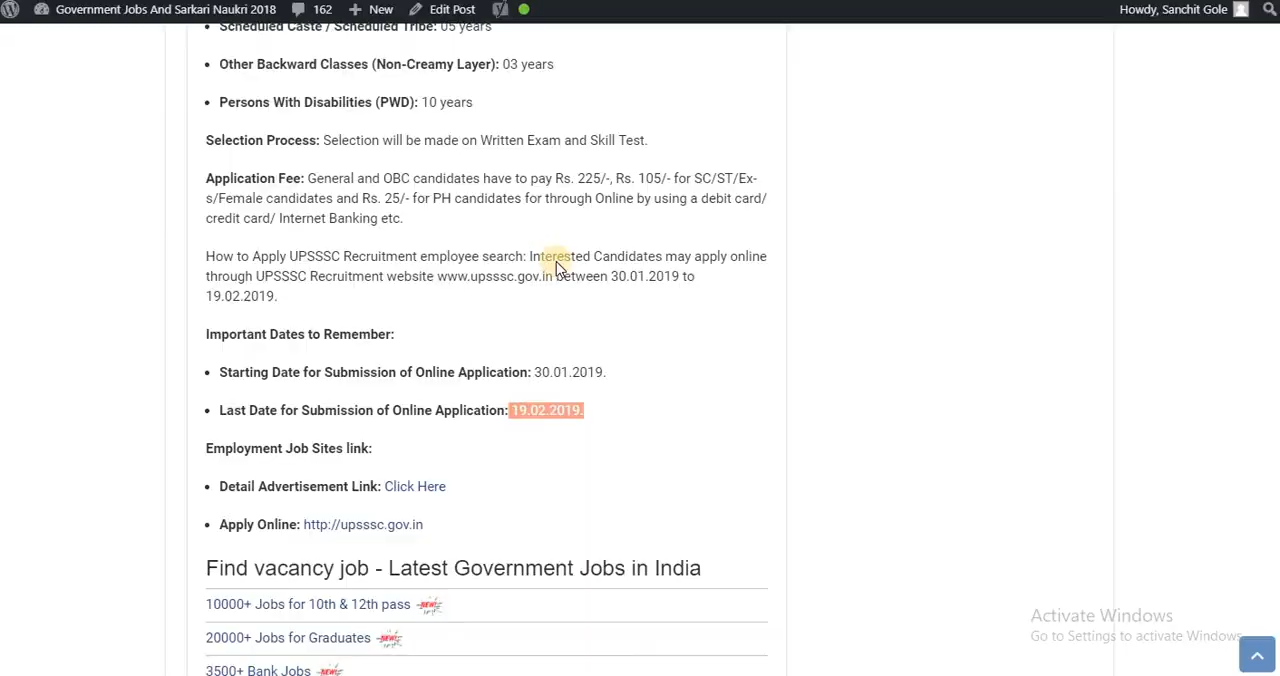 Government Jobs And Sarkari Naukri 2018 162 New Edit Post Howdy, Sanchit Gole
Scheduled Caste / Scheduled Tribe: 05 years
Other Backward Classes (Non-Creamy Layer): 03 years
Persons With Disabilities (PWD): 10 years
Selection Process: Selection will be made on Written Exam and Skill Test.
Application Fee: General and OBC candidates have to pay Rs. 225/-, Rs. 105/- for SC/ST/Ex-
s/Female candidates and Rs. 25/- for PH candidates for through Online by using a debit card/
credit card/ Internet Banking etc.
How to Apply UPSSSC Recruitment employee search: Interested Candidates may apply online
through UPSSSC Recruitment website www.upsssc.gov.in between 30.01.2019 to
19.02.2019.
Important Dates to Remember:
Starting Date for Submission of Online Application: 30.01.2019.
Last Date for Submission of Online Application: 19.02.2019.
Employment Job Sites link:
Detail Advertisement Link: Click Here
Apply Online: http://upsssc.gov.in
Find vacancy job - Latest Government Jobs in India
10000+ Jobs for 10th & 12th pass NEW
20000+ Jobs for Graduates NEW
3500+ Bank Jobs NEW
Activate Windows
Go to Settings to activate Windows.